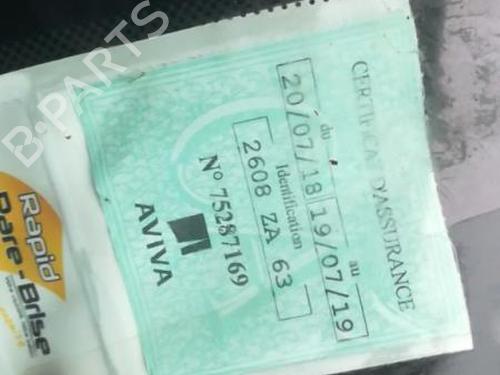 CERTIFICAT D'ASSURANCE
du au
20/07/18 19/07/19
Identification
2608 ZA 63
N° 75287169
AVIVA
Rapid
Pare-Brise
B-PARTS